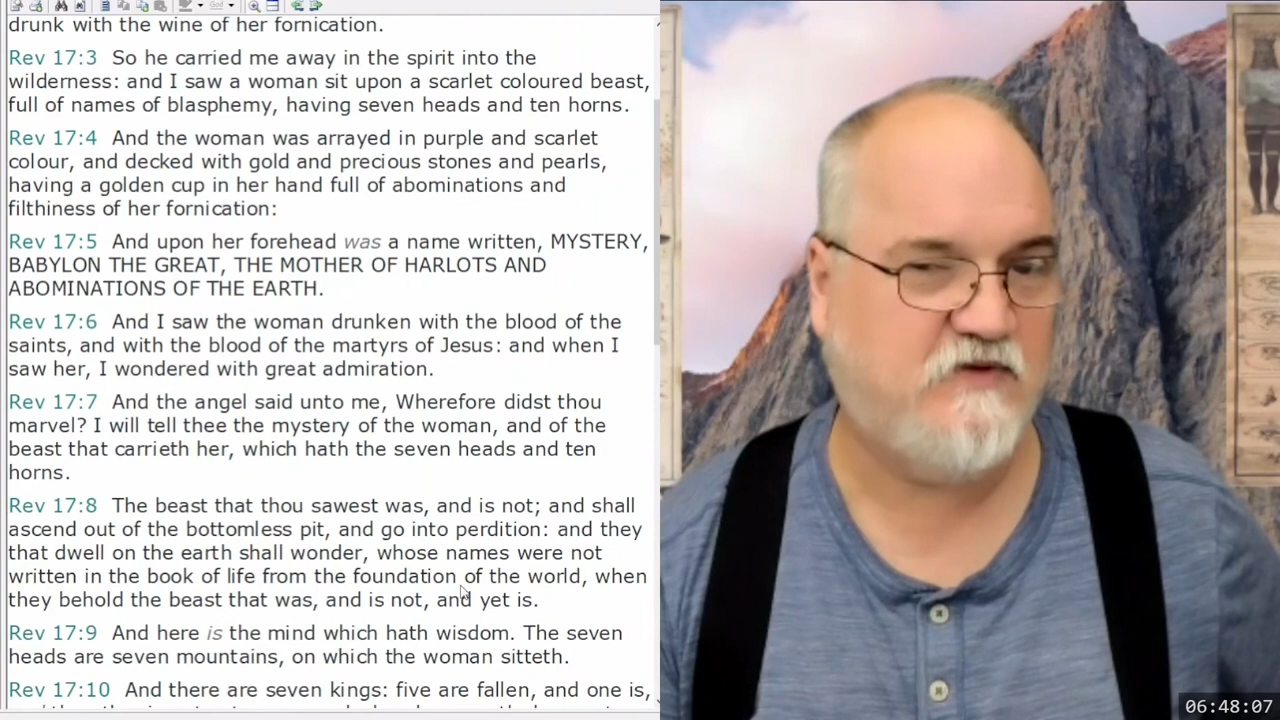 drunk with the wine of her fornication.
Rev 17:3 So he carried me away in the spirit into the
wilderness: and I saw a woman sit upon a scarlet coloured beast,
full of names of blasphemy, having seven heads and ten horns.
Rev 17:4 And the woman was arrayed in purple and scarlet
colour, and decked with gold and precious stones and pearls,
having a golden cup in her hand full of abominations and
filthiness of her fornication:
Rev 17:5 And upon her forehead was a name written, MYSTERY,
BABYLON THE GREAT, THE MOTHER OF HARLOTS AND
ABOMINATIONS OF THE EARTH.
Rev 17:6 And I saw the woman drunken with the blood of the
saints, and with the blood of the martyrs of Jesus: and when I
saw her, I wondered with great admiration.
Rev 17:7 And the angel said unto me, Wherefore didst thou
marvel? I will tell thee the mystery of the woman, and of the
beast that carrieth her, which hath the seven heads and ten
horns.
Rev 17:8 The beast that thou sawest was, and is not; and shall
ascend out of the bottomless pit, and go into perdition: and they
that dwell on the earth shall wonder, whose names were not
written in the book of life from the foundation of the world, when
they behold the beast that was, and is not, and yet is.
Rev 17:9 And here is the mind which hath wisdom. The seven
heads are seven mountains, on which the woman sitteth.
Rev 17:10 And there are seven kings: five are fallen, and one is,
06:48:07